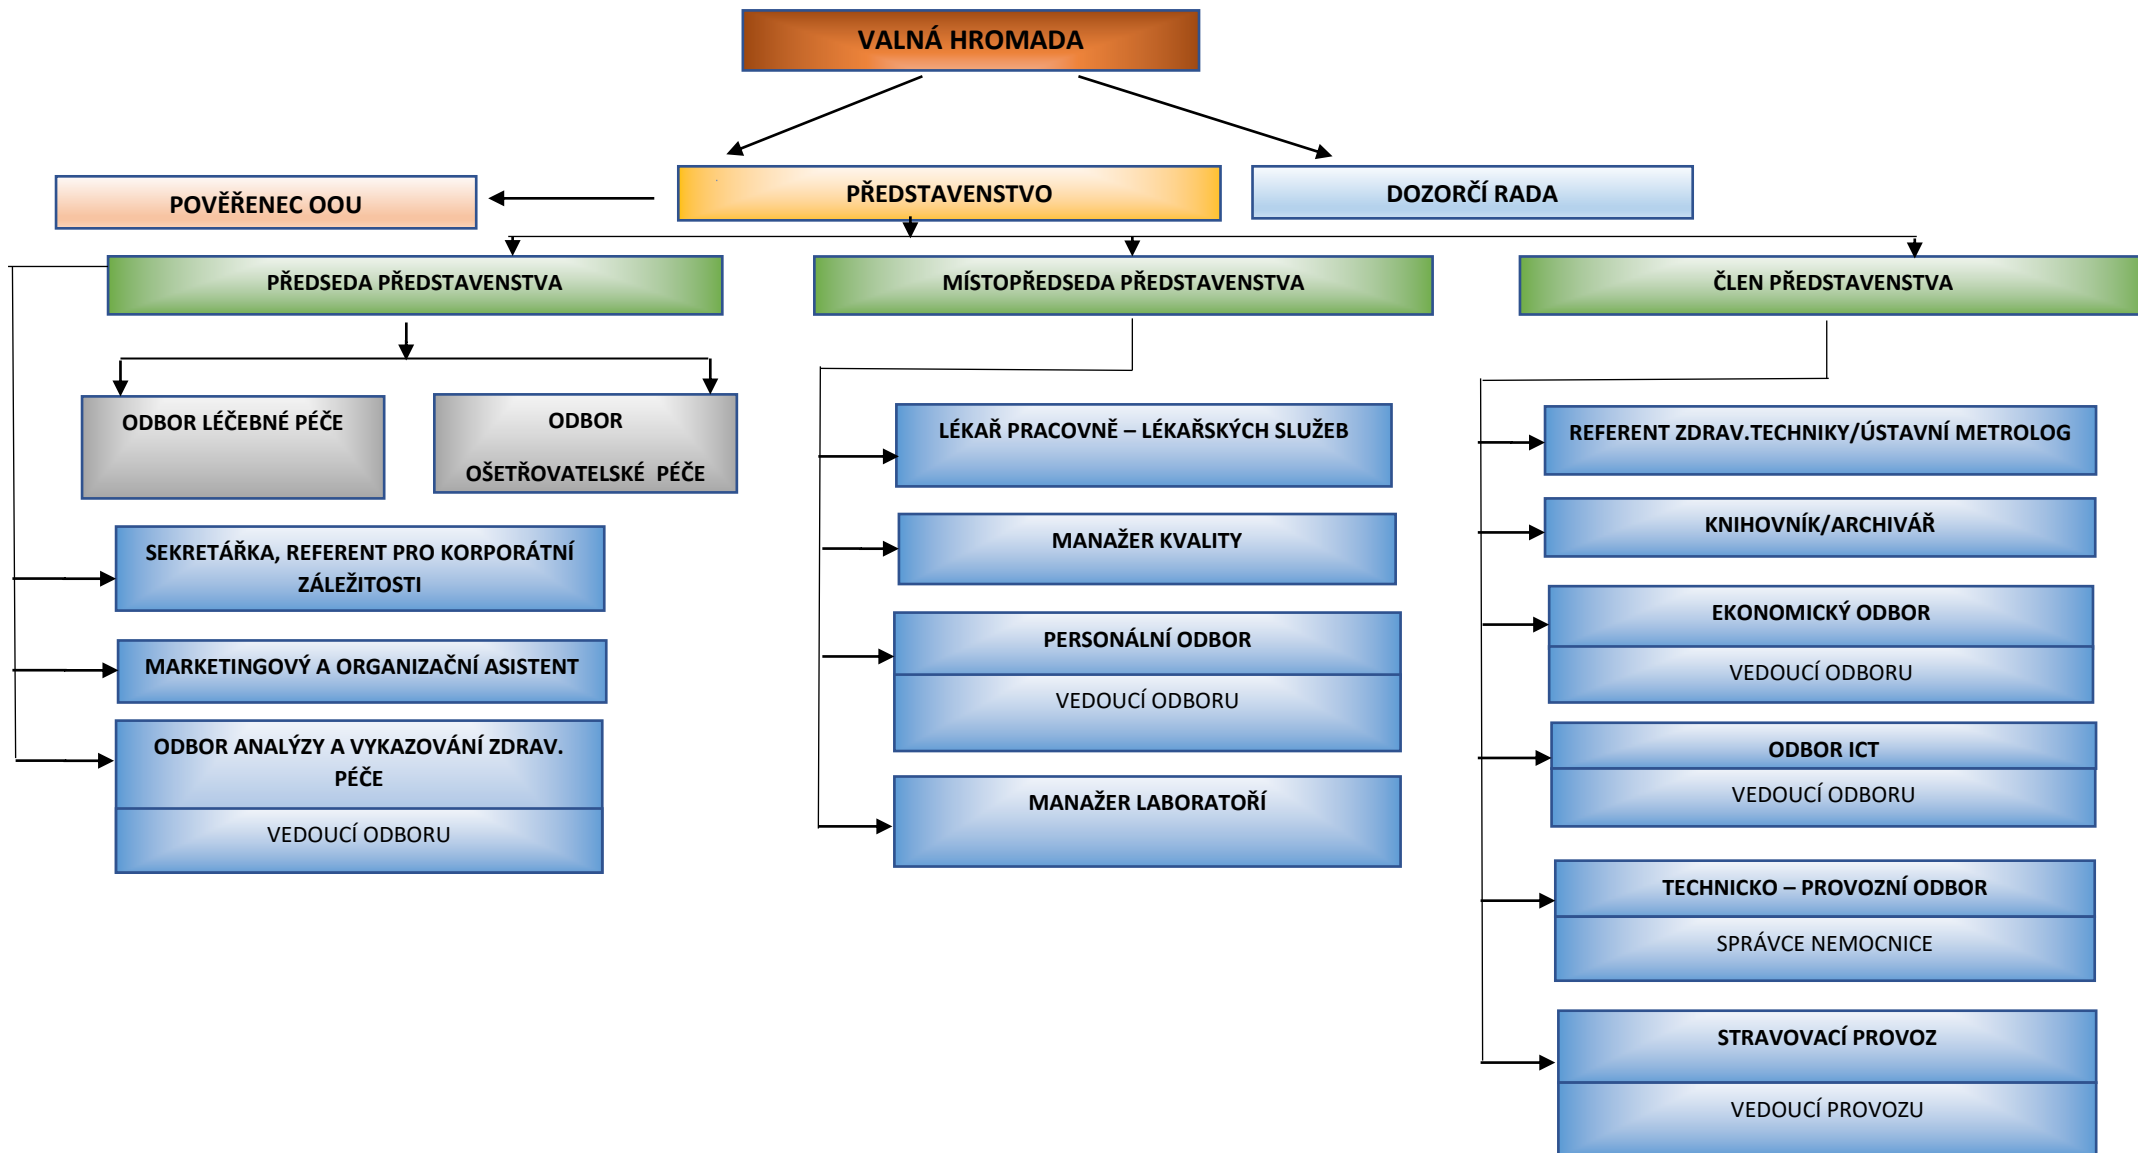 VALNÁ HROMADA
POVĚŘENEC OOU
PŘEDSTAVENSTVO
DOZORČÍ RADA
PŘEDSEDA PŘEDSTAVENSTVA
MÍSTOPŘEDSEDA PŘEDSTAVENSTVA
ČLEN PŘEDSTAVENSTVA
ODBOR LÉČEBNÉ PÉČE
ODBOR
OŠETŘOVATELSKÉ  PÉČE
SEKRETÁŘKA, REFERENT PRO KORPORÁTNÍ
ZÁLEŽITOSTI
MARKETINGOVÝ A ORGANIZAČNÍ ASISTENT
ODBOR ANALÝZY A VYKAZOVÁNÍ ZDRAV.
PÉČE
VEDOUCÍ ODBORU
LÉKAŘ PRACOVNĚ – LÉKAŘSKÝCH SLUŽEB
MANAŽER KVALITY
PERSONÁLNÍ ODBOR
VEDOUCÍ ODBORU
MANAŽER LABORATOŘÍ
REFERENT ZDRAV.TECHNIKY/ÚSTAVNÍ METROLOG
KNIHOVNÍK/ARCHIVÁŘ
EKONOMICKÝ ODBOR
VEDOUCÍ ODBORU
ODBOR ICT
VEDOUCÍ ODBORU
TECHNICKO – PROVOZNÍ ODBOR
SPRÁVCE NEMOCNICE
STRAVOVACÍ PROVOZ
VEDOUCÍ PROVOZU